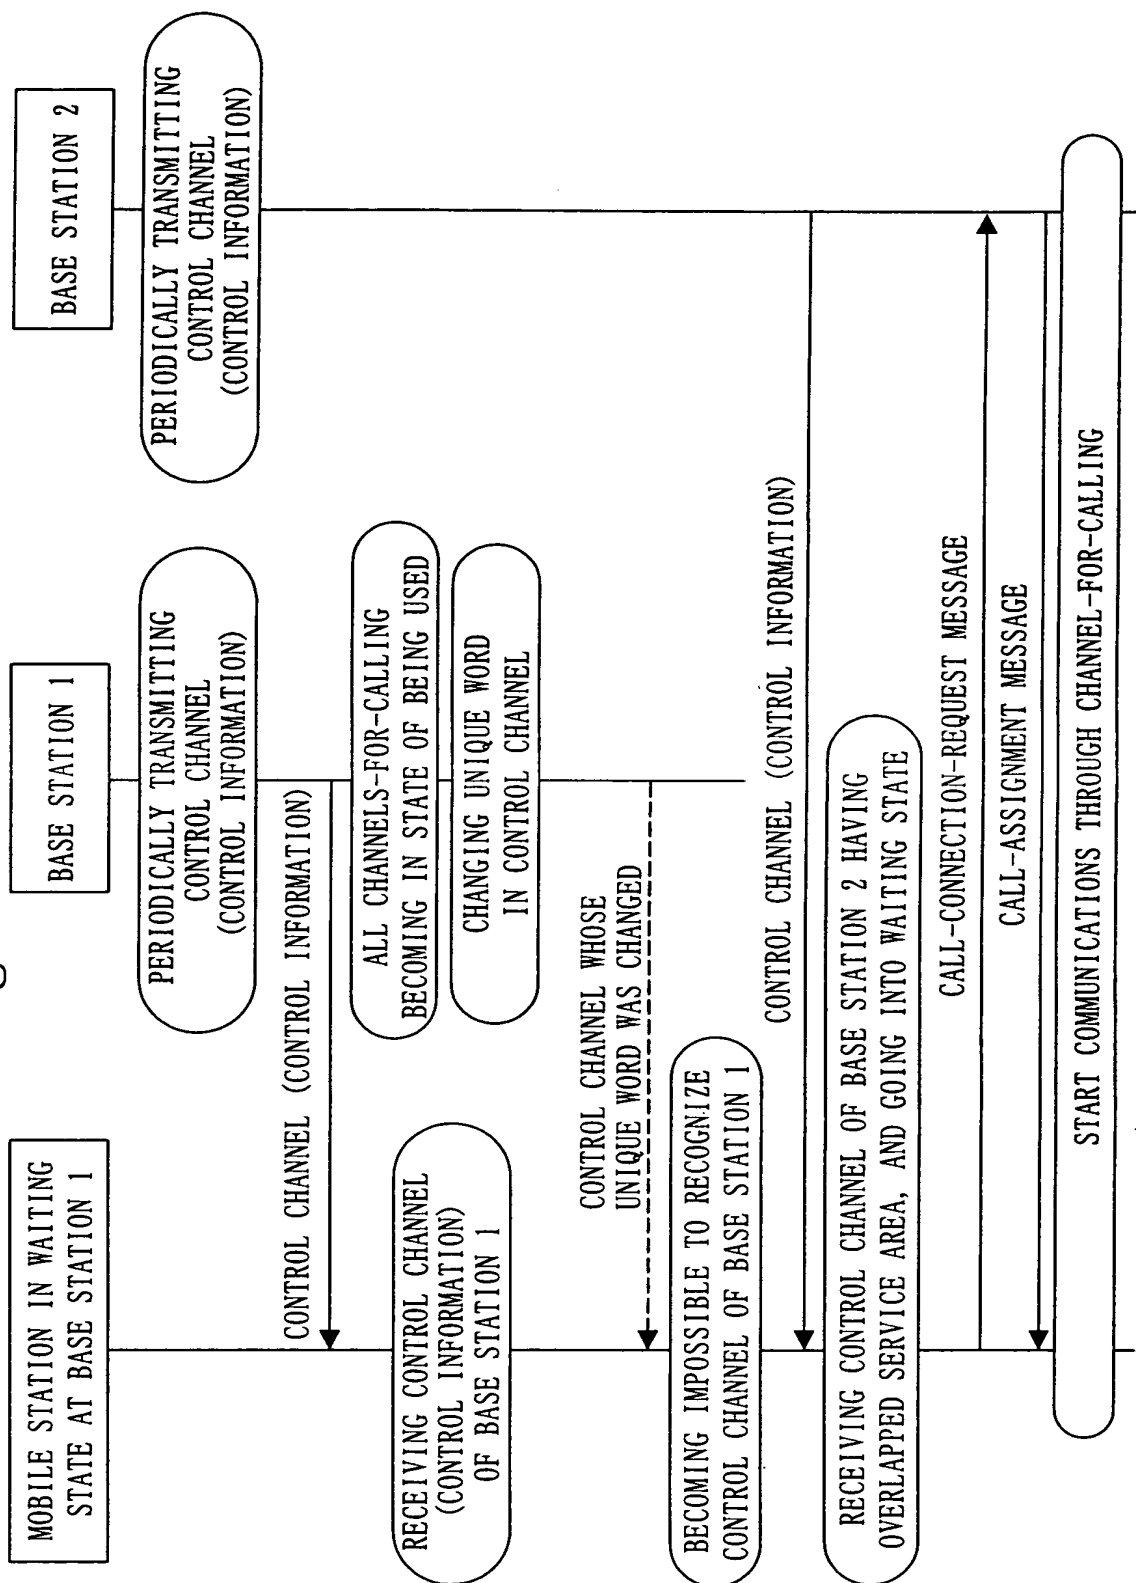 MOBILE STATION IN WAITING
STATE AT BASE STATION 1
BASE STATION 1
BASE STATION 2
PERIODICALLY TRANSMITTING
CONTROL CHANNEL
(CONTROL INFORMATION)
PERIODICALLY TRANSMITTING
CONTROL CHANNEL
(CONTROL INFORMATION)
CONTROL CHANNEL (CONTROL INFORMATION)
RECEIVING CONTROL CHANNEL
(CONTROL INFORMATION)
OF BASE STATION 1
ALL CHANNELS-FOR-CALLING
BECOMING IN STATE OF BEING USED
CHANGING UNIQUE WORD
IN CONTROL CHANNEL
CONTROL CHANNEL WHOSE
UNIQUE WORD WAS CHANGED
BECOMING IMPOSSIBLE TO RECOGNIZE
CONTROL CHANNEL OF BASE STATION 1
CONTROL CHANNEL (CONTROL INFORMATION)
RECEIVING CONTROL CHANNEL OF BASE STATION 2 HAVING
OVERLAPPED SERVICE AREA, AND GOING INTO WAITING STATE
CALL-CONNECTION-REQUEST MESSAGE
CALL-ASSIGNMENT MESSAGE
START COMMUNICATIONS THROUGH CHANNEL-FOR-CALLING